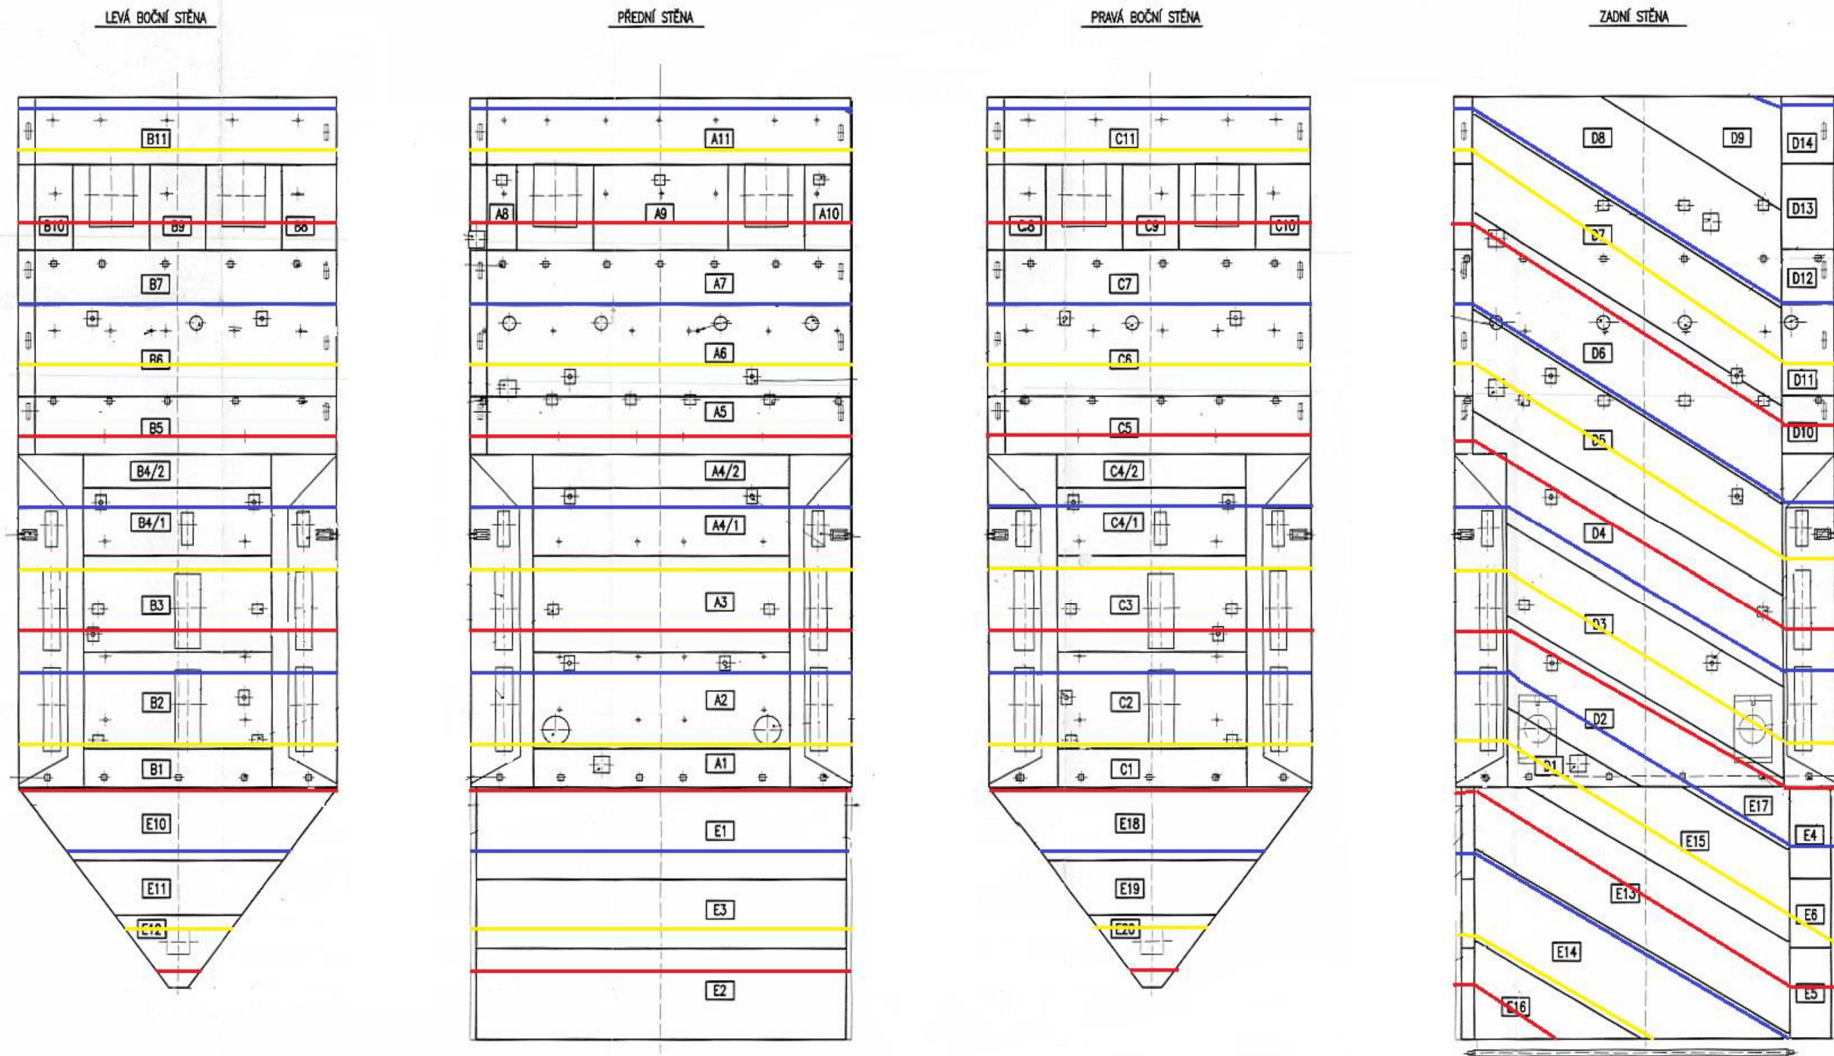 LEVÁ BOČNÍ STĚNA
PŘEDNÍ STĚNA
PRAVÁ BOČNÍ STĚNA
ZADNÍ STĚNA
B11
B10
B9
B8
B7
B6
B5
B4/2
B4/1
B3
B2
B1
E10
E11
E12
A11
A8
A9
A10
A7
A6
A5
A4/2
A4/1
A3
A2
A1
E1
E3
E2
C11
C8
C9
C10
C7
C6
C5
C4/2
C4/1
C3
C2
C1
E18
E19
E20
D8
D9
D14
D13
D7
D12
D6
D11
D5
D10
D4
D3
D2
D1
E17
E4
E15
E13
E6
E14
E16
E5